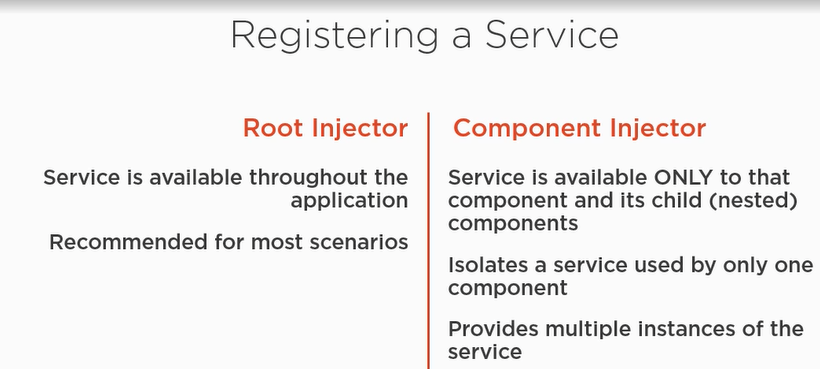 Registering a Service
Root Injector
Service is available throughout the
application
Recommended for most scenarios
Component Injector
Service is available ONLY to that
component and its child (nested)
components
Isolates a service used by only one
component
Provides multiple instances of the
service